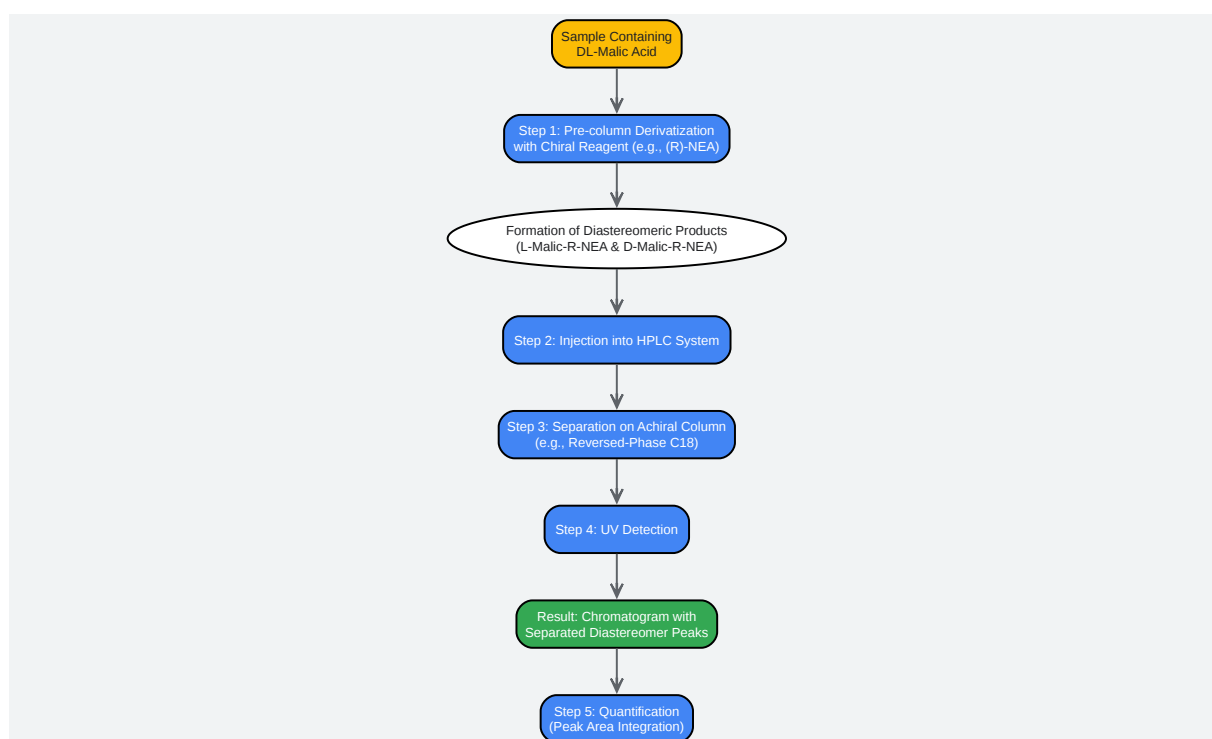 Sample Containing
DL-Malic Acid
Step 1: Pre-column Derivatization
with Chiral Reagent (e.g., (R)-NEA)
Formation of Diastereomeric Products
(L-Malic-R-NEA & D-Malic-R-NEA)
Step 2: Injection into HPLC System
Step 3: Separation on Achiral Column
(e.g., Reversed-Phase C18)
Step 4: UV Detection
Result: Chromatogram with
Separated Diastereomer Peaks
Step 5: Quantification
(Peak Area Integration)